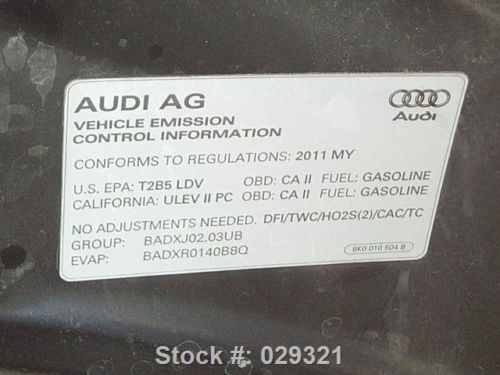 AUDI AG
Audi
VEHICLE EMISSION
CONTROL INFORMATION
CONFORMS TO REGULATIONS: 2011 MY
U.S. EPA: T2B5 LDV OBD: CA II FUEL: GASOLINE
CALIFORNIA: ULEV II PC OBD: CA II FUEL: GASOLINE
NO ADJUSTMENTS NEEDED. DFI/TWC/HO2S(2)/CAC/TC
GROUP: BADXJ02.03UB
EVAP: BADXR0140B8Q
8K0 010 504 B
Stock #: 029321